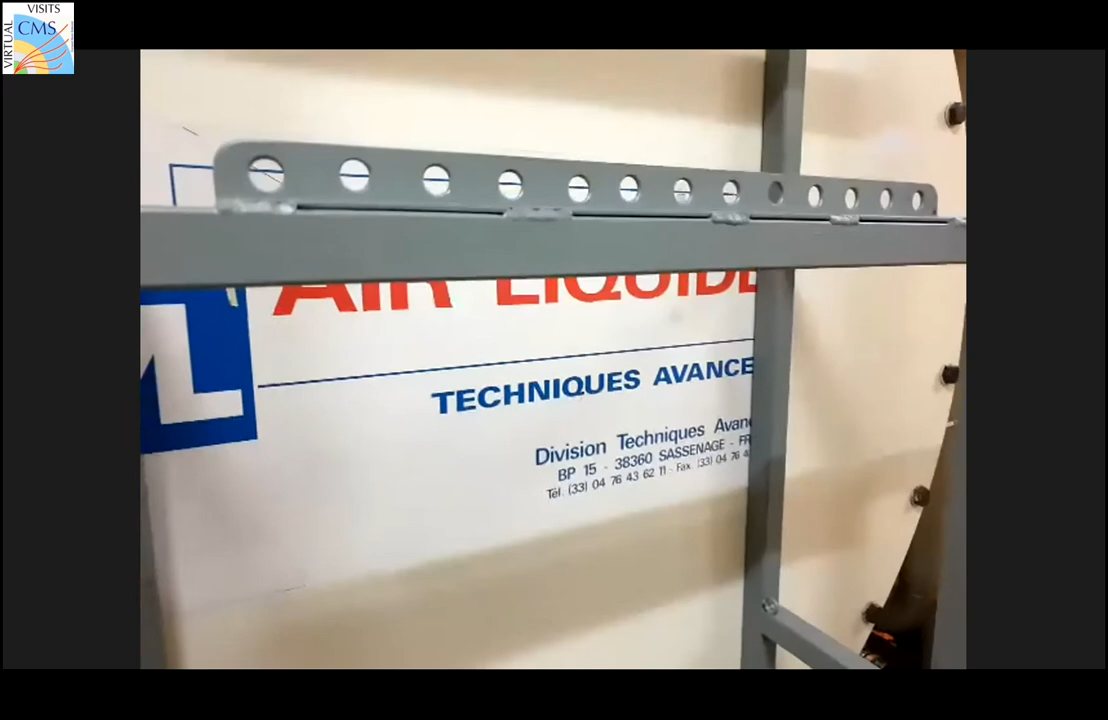 VISITS
CMS
VIRTUAL
AIR LIQUIDE
TECHNIQUES AVANCE
Division Techniques Avanc
BP 15 - 38360 SASSENAGE - FR
Tél. (33) 04 76 43 62 11 - Fax. (33) 04 76 4